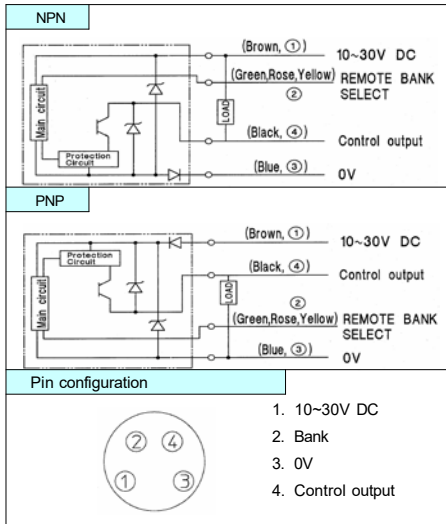 NPN
(Brown, ①)
10~30V DC
(Green,Rose,Yellow)
REMOTE BANK
②
SELECT
Main circuit
LOAD
(Black, ④)
Control output
Protection
Circuit
(Blue, ③)
0V
PNP
(Brown, ①)
10~30V DC
Protection
Circuit
(Black, ④)
Control output
Main circuit
LOAD
②
(Green,Rose,Yellow)
REMOTE BANK
SELECT
(Blue, ③)
0V
Pin configuration
② ④
① ③
1. 10~30V DC
2. Bank
3. 0V
4. Control output